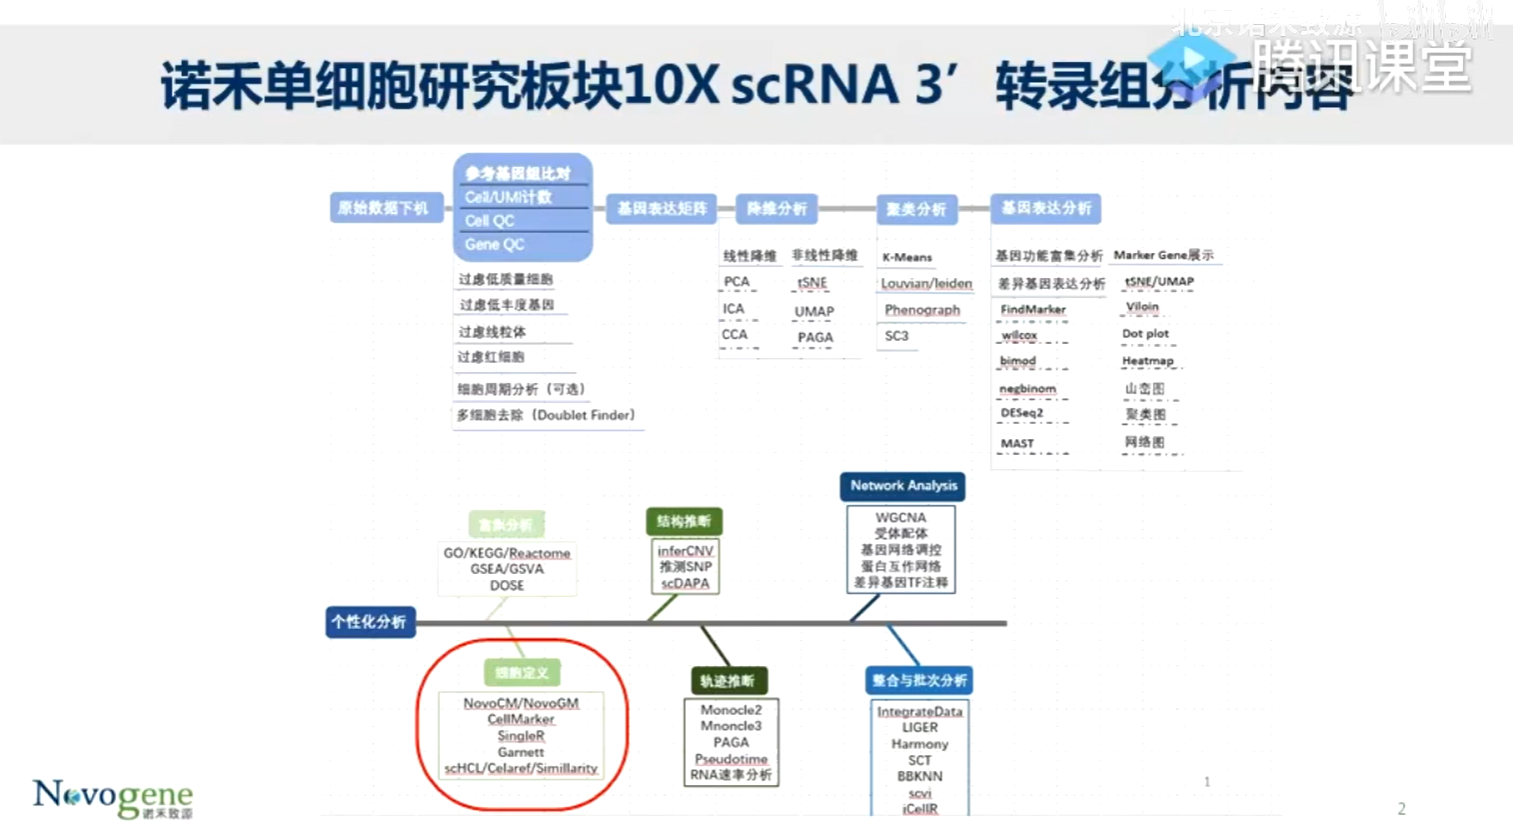 北京诺禾致源
腾讯课堂
诺禾单细胞研究板块10X scRNA 3′ 转录组分析内容
原始数据下机
参考基因组比对
Cell/UMI计数
Cell QC
Gene QC
基因表达矩阵
降维分析
聚类分析
基因表达分析
过虑低质量细胞
过虑低丰度基因
过虑线粒体
过虑红细胞
细胞周期分析（可选）
多细胞去除（Doublet Finder）
线性降维 非线性降维
PCA tSNE
ICA UMAP
CCA PAGA
K-Means
Louvian/leiden
Phenograph
SC3
基因功能富集分析 Marker Gene展示
差异基因表达分析 tSNE/UMAP
FindMarker Viloin
wilcox Dot plot
bimod Heatmap
negbinom 山峦图
DESeq2 聚类图
MAST 网络图
富集分析
GO/KEGG/Reactome
GSEA/GSVA
DOSE
结构推断
inferCNV
推测SNP
scDAPA
Network Analysis
WGCNA
受体配体
基因网络调控
蛋白互作网络
差异基因TF注释
个性化分析
细胞定义
NovoCM/NovoGM
CellMarker
SingleR
Garnett
scHCL/Celaref/Simillarity
轨迹推断
Monocle2
Mnoncle3
PAGA
Pseudotime
RNA速率分析
整合与批次分析
IntegrateData
LIGER
Harmony
SCT
BBKNN
scvi
iCellR
Novogene
诺禾致源
1
2